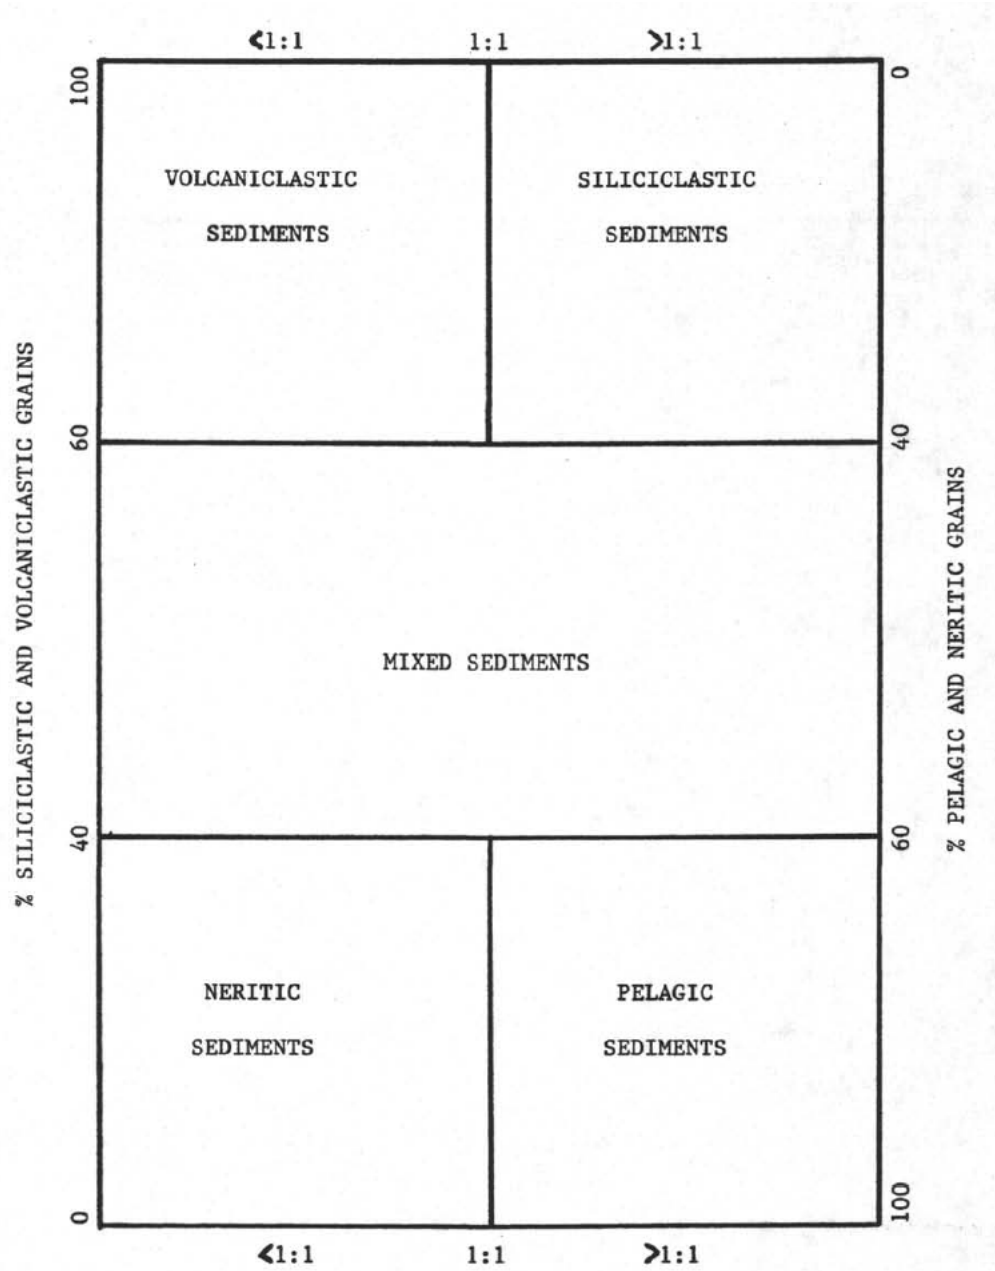 <1:1 1:1 >1:1
100
0
VOLCANICLASTIC
SEDIMENTS
SILICICLASTIC
SEDIMENTS
60
40
% SILICICLASTIC AND VOLCANICLASTIC GRAINS
% PELAGIC AND NERITIC GRAINS
MIXED SEDIMENTS
40
60
NERITIC
SEDIMENTS
PELAGIC
SEDIMENTS
0
100
<1:1 1:1 >1:1